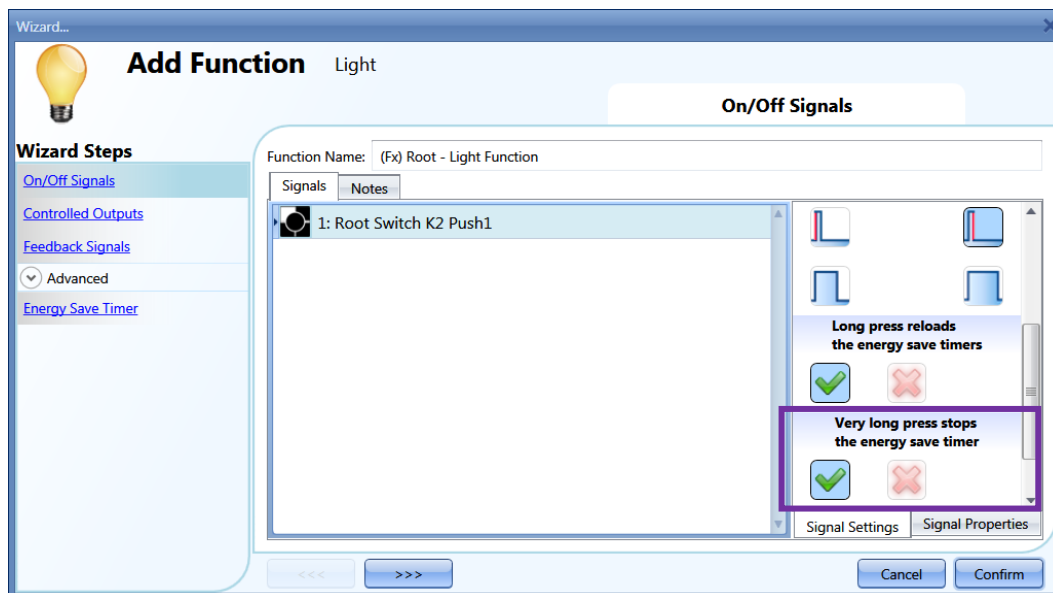 Wizard...
Add Function Light
On/Off Signals
Wizard Steps
On/Off Signals
Controlled Outputs
Feedback Signals
Advanced
Energy Save Timer
Function Name: (Fx) Root - Light Function
Signals Notes
1: Root Switch K2 Push1
Long press reloads
the energy save timers
Very long press stops
the energy save timer
Signal Settings Signal Properties
<<< >>> Cancel Confirm